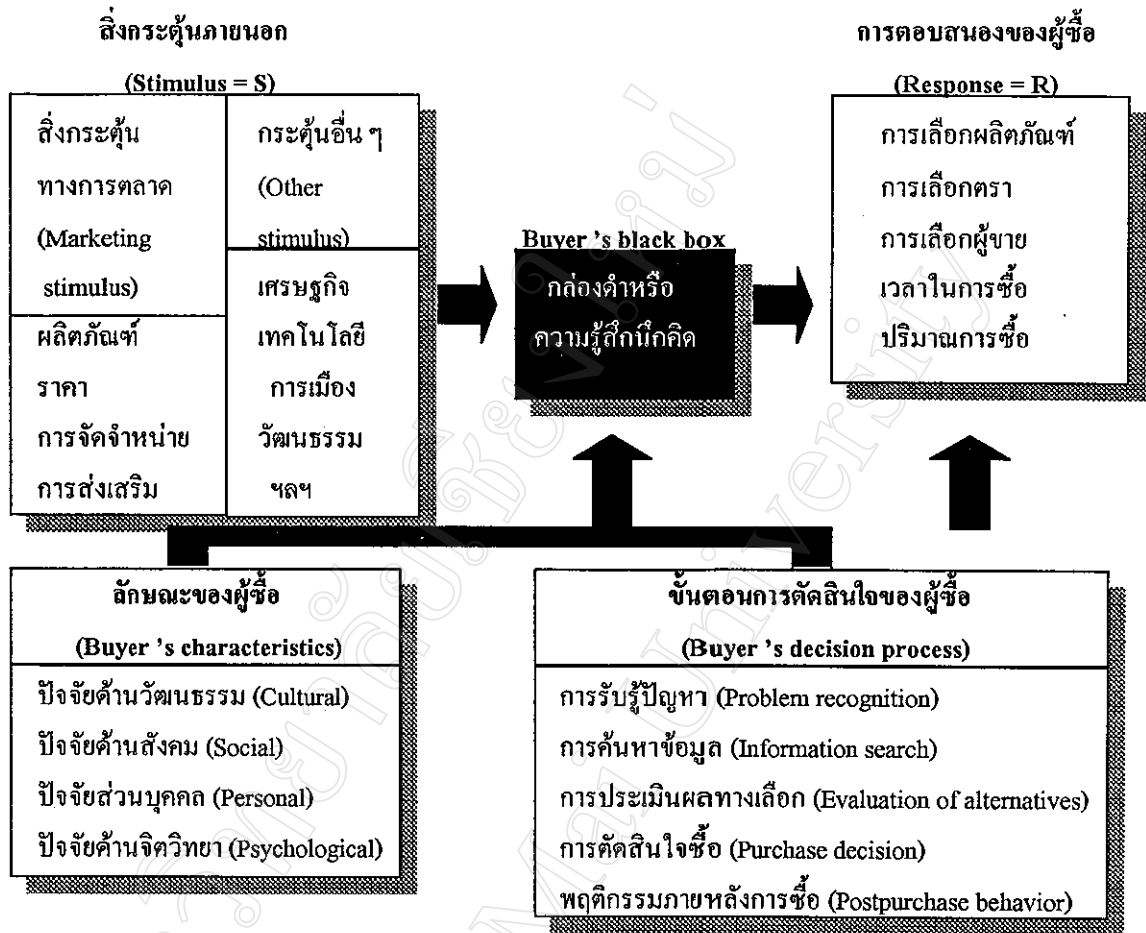 สิ่งกระตุ้นภายนอก
(Stimulus = S)
สิ่งกระตุ้น
ทางการตลาด
(Marketing
stimulus)
ผลิตภัณฑ์
ราคา
การจัดจำหน่าย
การส่งเสริม
กระตุ้นอื่น ๆ
(Other
stimulus)
เศรษฐกิจ
เทคโนโลยี
การเมือง
วัฒนธรรม
ฯลฯ
Buyer 's black box
กล่องดำหรือ
ความรู้สึกนึกคิด
การตอบสนองของผู้ซื้อ
(Response = R)
การเลือกผลิตภัณฑ์
การเลือกตรา
การเลือกผู้ขาย
เวลาในการซื้อ
ปริมาณการซื้อ
ลักษณะของผู้ซื้อ
(Buyer 's characteristics)
ปัจจัยด้านวัฒนธรรม (Cultural)
ปัจจัยด้านสังคม (Social)
ปัจจัยส่วนบุคคล (Personal)
ปัจจัยด้านจิตวิทยา (Psychological)
ขั้นตอนการตัดสินใจของผู้ซื้อ
(Buyer 's decision process)
การรับรู้ปัญหา (Problem recognition)
การค้นหาข้อมูล (Information search)
การประเมินผลทางเลือก (Evaluation of alternatives)
การตัดสินใจซื้อ (Purchase decision)
พฤติกรรมภายหลังการซื้อ (Postpurchase behavior)